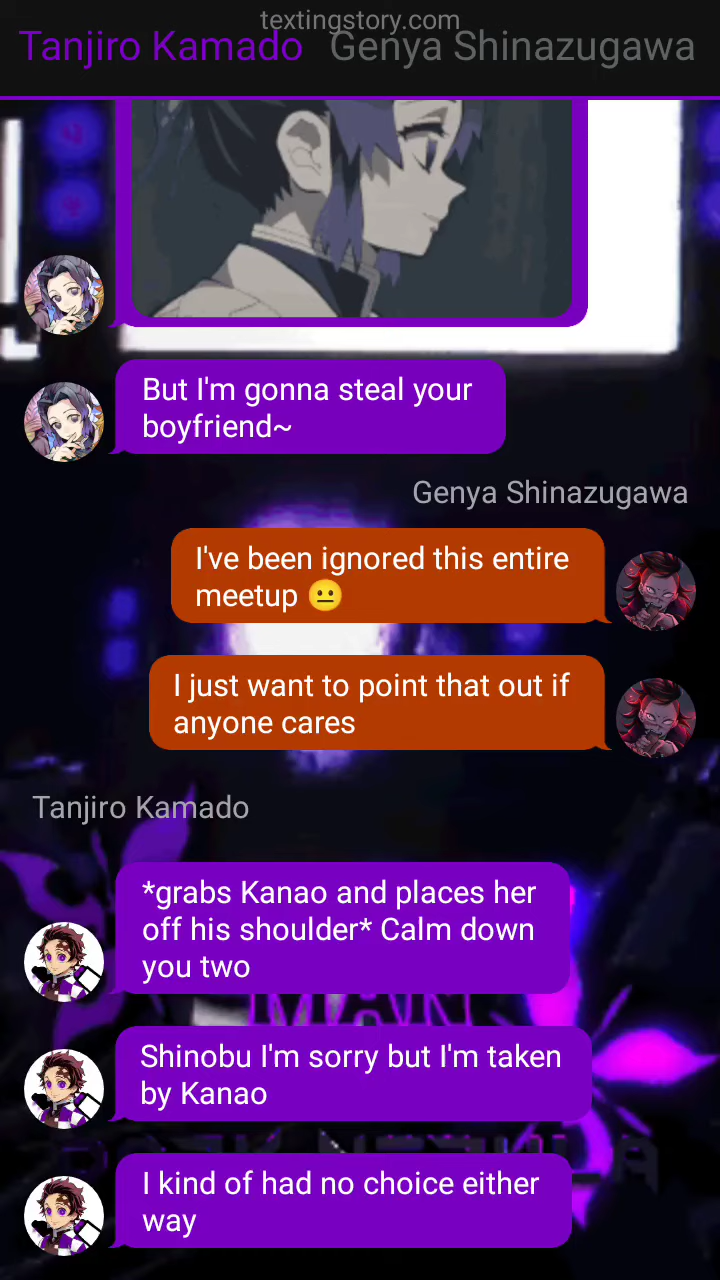 textingstory.com
Tanjiro Kamado Genya Shinazugawa
But I'm gonna steal your
boyfriend~
Genya Shinazugawa
I've been ignored this entire
meetup 😐
I just want to point that out if
anyone cares
Tanjiro Kamado
*grabs Kanao and places her
off his shoulder* Calm down
you two
MAN
Shinobu I'm sorry but I'm taken
by Kanao
I kind of had no choice either
way